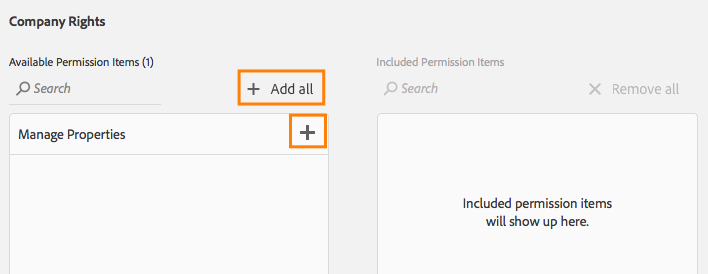 Company Rights
Available Permission Items (1)
Included Permission Items
Search
+ Add all
Search
× Remove all
Manage Properties
+
Included permission items
will show up here.